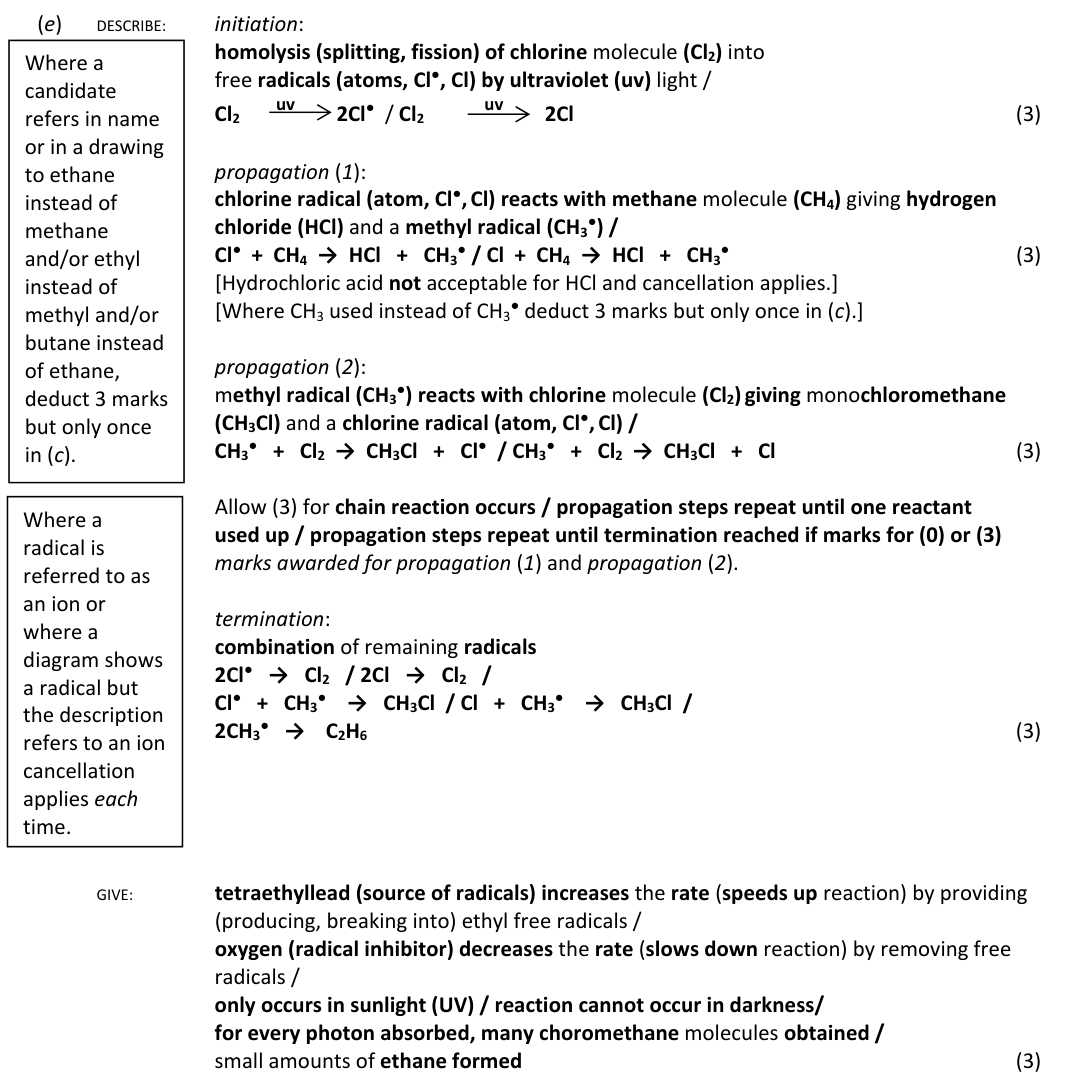 (e) DESCRIBE: initiation:
homolysis (splitting, fission) of chlorine molecule (Cl₂) into
free radicals (atoms, Cl•, Cl) by ultraviolet (uv) light /
Cl₂ uv → 2Cl• / Cl₂ uv → 2Cl (3)
Where a
candidate
refers in name
or in a drawing
to ethane
instead of
methane
and/or ethyl
instead of
methyl and/or
butane instead
of ethane,
deduct 3 marks
but only once
in (c).
propagation (1):
chlorine radical (atom, Cl•, Cl) reacts with methane molecule (CH₄) giving hydrogen
chloride (HCl) and a methyl radical (CH₃•) /
Cl• + CH₄ → HCl + CH₃• / Cl + CH₄ → HCl + CH₃• (3)
[Hydrochloric acid not acceptable for HCl and cancellation applies.]
[Where CH₃ used instead of CH₃• deduct 3 marks but only once in (c).]
propagation (2):
methyl radical (CH₃•) reacts with chlorine molecule (Cl₂) giving monochloromethane
(CH₃Cl) and a chlorine radical (atom, Cl•, Cl) /
CH₃• + Cl₂ → CH₃Cl + Cl• / CH₃• + Cl₂ → CH₃Cl + Cl (3)
Where a
radical is
referred to as
an ion or
where a
diagram shows
a radical but
the description
refers to an ion
cancellation
applies each
time.
Allow (3) for chain reaction occurs / propagation steps repeat until one reactant
used up / propagation steps repeat until termination reached if marks for (0) or (3)
marks awarded for propagation (1) and propagation (2).
termination:
combination of remaining radicals
2Cl• → Cl₂ / 2Cl → Cl₂ /
Cl• + CH₃• → CH₃Cl / Cl + CH₃• → CH₃Cl /
2CH₃• → C₂H₆ (3)
GIVE: tetraethyllead (source of radicals) increases the rate (speeds up reaction) by providing
(producing, breaking into) ethyl free radicals /
oxygen (radical inhibitor) decreases the rate (slows down reaction) by removing free
radicals /
only occurs in sunlight (UV) / reaction cannot occur in darkness/
for every photon absorbed, many choromethane molecules obtained /
small amounts of ethane formed (3)